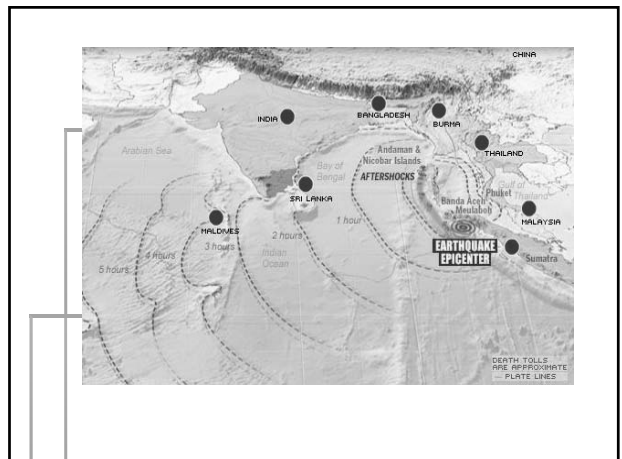 CHINA
INDIA
BANGLADESH
BURMA
THAILAND
Arabian Sea
Andaman &
Nicobar Islands
AFTERSHOCKS
Bay of
Bengal
SRI LANKA
Phuket
Gulf of
Thailand
Banda Aceh
Meulaboh
MALAYSIA
MALDIVES
1 hour
2 hours
3 hours
4 hours
5 hours
Indian
Ocean
EARTHQUAKE
EPICENTER
Sumatra
DEATH TOLLS
ARE APPROXIMATE
— PLATE LINES